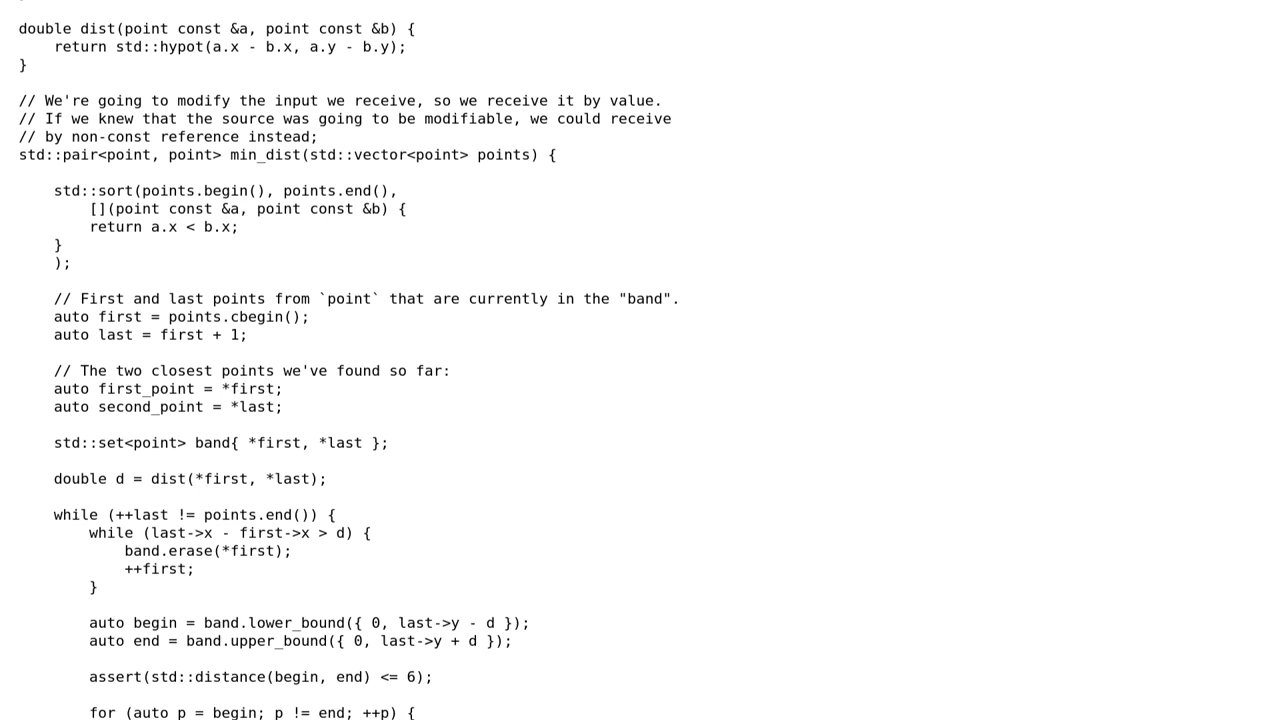 double dist(point const &a, point const &b) {
    return std::hypot(a.x - b.x, a.y - b.y);
}
// We're going to modify the input we receive, so we receive it by value.
// If we knew that the source was going to be modifiable, we could receive
// by non-const reference instead;
std::pair<point, point> min_dist(std::vector<point> points) {
    std::sort(points.begin(), points.end(),
        [](point const &a, point const &b) {
        return a.x < b.x;
    }
    );
    // First and last points from `point` that are currently in the "band".
    auto first = points.cbegin();
    auto last = first + 1;
    // The two closest points we've found so far:
    auto first_point = *first;
    auto second_point = *last;
    std::set<point> band{ *first, *last };
    double d = dist(*first, *last);
    while (++last != points.end()) {
        while (last->x - first->x > d) {
            band.erase(*first);
            ++first;
        }
        auto begin = band.lower_bound({ 0, last->y - d });
        auto end = band.upper_bound({ 0, last->y + d });
        assert(std::distance(begin, end) <= 6);
        for (auto p = begin; p != end; ++p) {